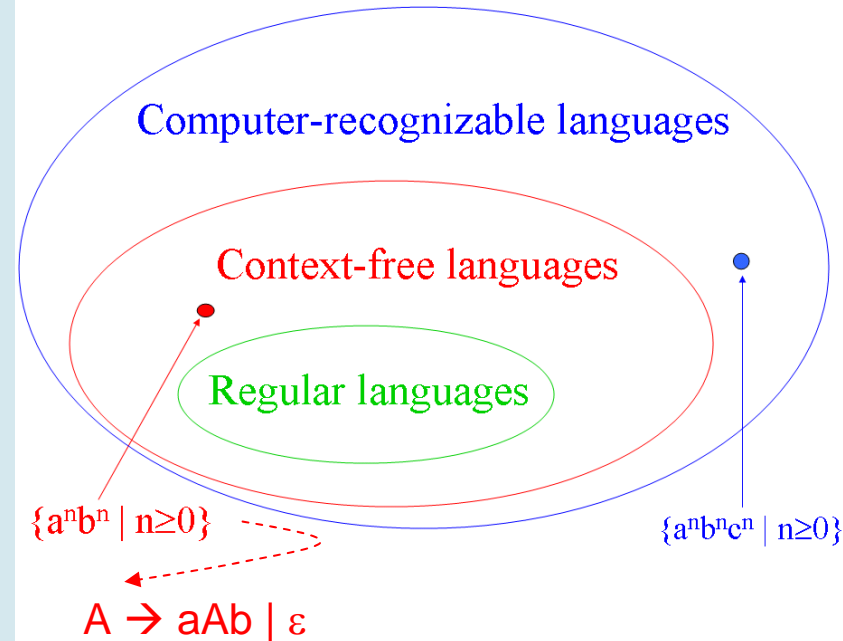 Computer-recognizable languages
Context-free languages
Regular languages
{aⁿbⁿ | n≥0}
{aⁿbⁿcⁿ | n≥0}
A → aAb | ε